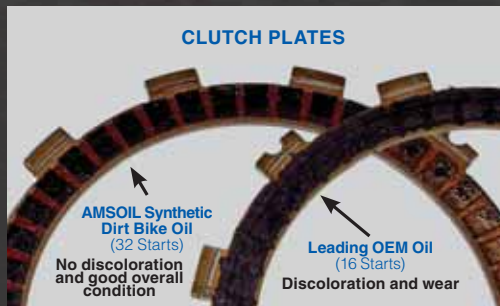 CLUTCH PLATES
AMSOIL Synthetic
Dirt Bike Oil
(32 Starts)
No discoloration
and good overall
condition
Leading OEM Oil
(16 Starts)
Discoloration and wear